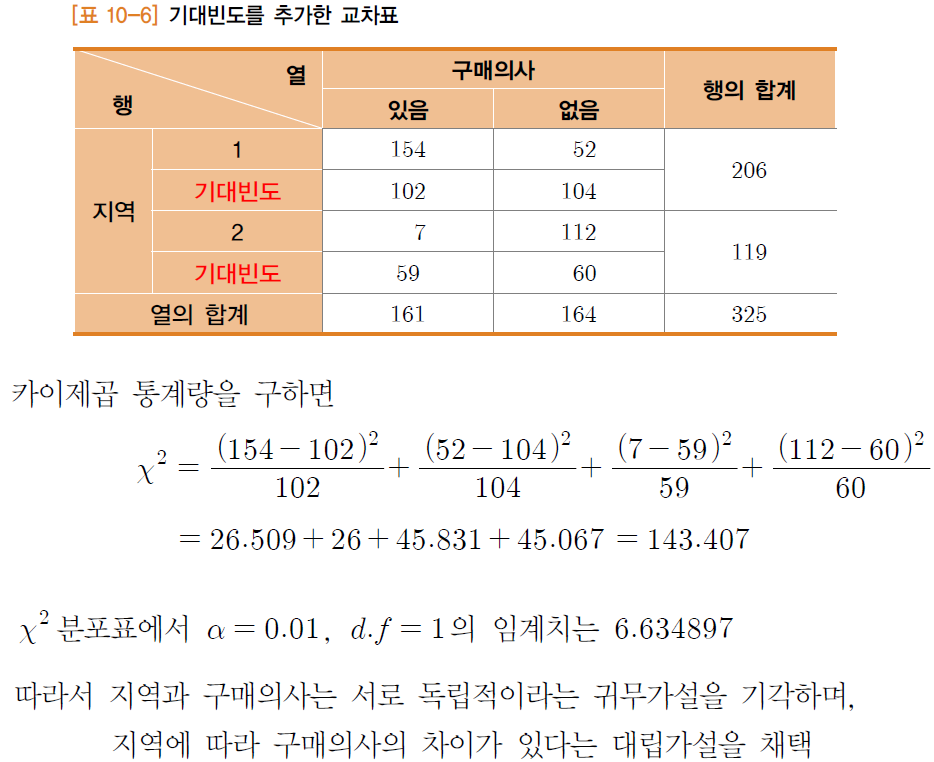 [표 10-6] 기대빈도를 추가한 교차표
열 구매의사 행의 합계
행 있음 없음
지역 1 154 52 206
기대빈도 102 104
2 7 112 119
기대빈도 59 60
열의 합계 161 164 325
카이제곱 통계량을 구하면
χ² = (154-102)²/102 + (52-104)²/104 + (7-59)²/59 + (112-60)²/60
= 26.509+26+45.831+45.067 = 143.407
χ² 분포표에서 α=0.01, d.f=1의 임계치는 6.634897
따라서 지역과 구매의사는 서로 독립적이라는 귀무가설을 기각하며,
지역에 따라 구매의사의 차이가 있다는 대립가설을 채택